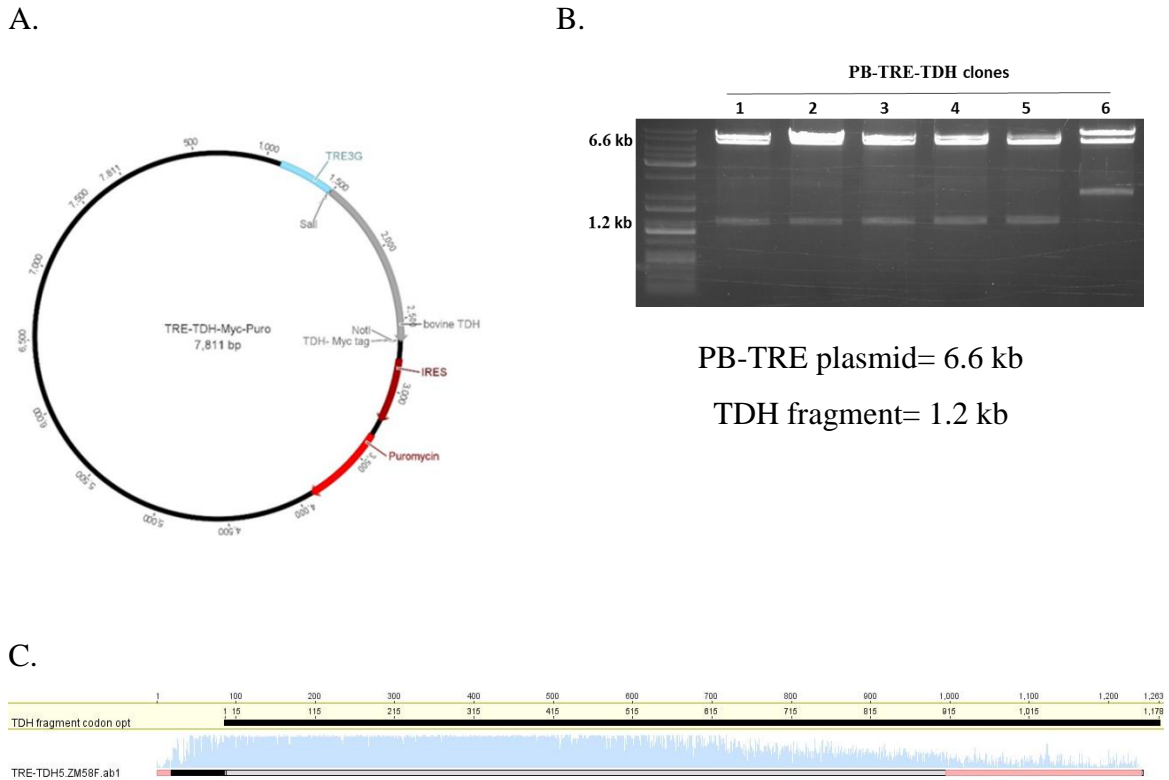 A.
B.
PB-TRE-TDH clones
1 2 3 4 5 6
6.6 kb
1.2 kb
PB-TRE plasmid= 6.6 kb
TDH fragment= 1.2 kb
500
1,000
TRE3G
1,500
SalI
2,000
2,500
bovine TDH
NotI
TDH- Myc tag
IRES
3,000
Puromycin
3,500
4,000
4,500
5,000
5,500
6,000
6,500
7,000
7,500
7,811
TRE-TDH-Myc-Puro
7,811 bp
C.
1 100 200 300 400 500 600 700 800 900 1,000 1,100 1,200 1,263
1 15 115 215 315 415 515 615 715 815 915 1,015 1,178
TDH fragment codon opt
TRE-TDH5.ZM58F.ab1